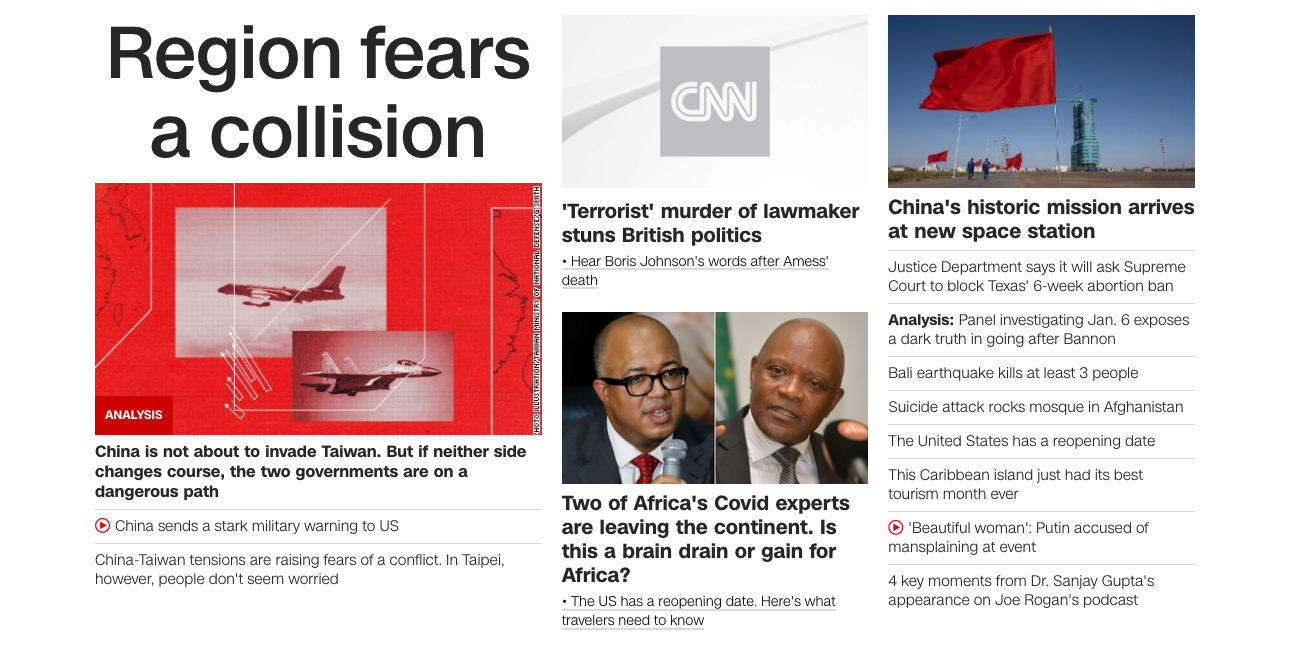 Region fears
a collision
PHOTO ILLUSTRATION/TAIWAN MINISTRY OF NATIONAL DEFENSE/G SMITH
ANALYSIS
China is not about to invade Taiwan. But if neither side
changes course, the two governments are on a
dangerous path
China sends a stark military warning to US
China-Taiwan tensions are raising fears of a conflict. In Taipei,
however, people don't seem worried
CNN
'Terrorist' murder of lawmaker
stuns British politics
• Hear Boris Johnson's words after Amess'
death
Two of Africa's Covid experts
are leaving the continent. Is
this a brain drain or gain for
Africa?
• The US has a reopening date. Here's what
travelers need to know
China's historic mission arrives
at new space station
Justice Department says it will ask Supreme
Court to block Texas' 6-week abortion ban
Analysis: Panel investigating Jan. 6 exposes
a dark truth in going after Bannon
Bali earthquake kills at least 3 people
Suicide attack rocks mosque in Afghanistan
The United States has a reopening date
This Caribbean island just had its best
tourism month ever
'Beautiful woman': Putin accused of
mansplaining at event
4 key moments from Dr. Sanjay Gupta's
appearance on Joe Rogan's podcast